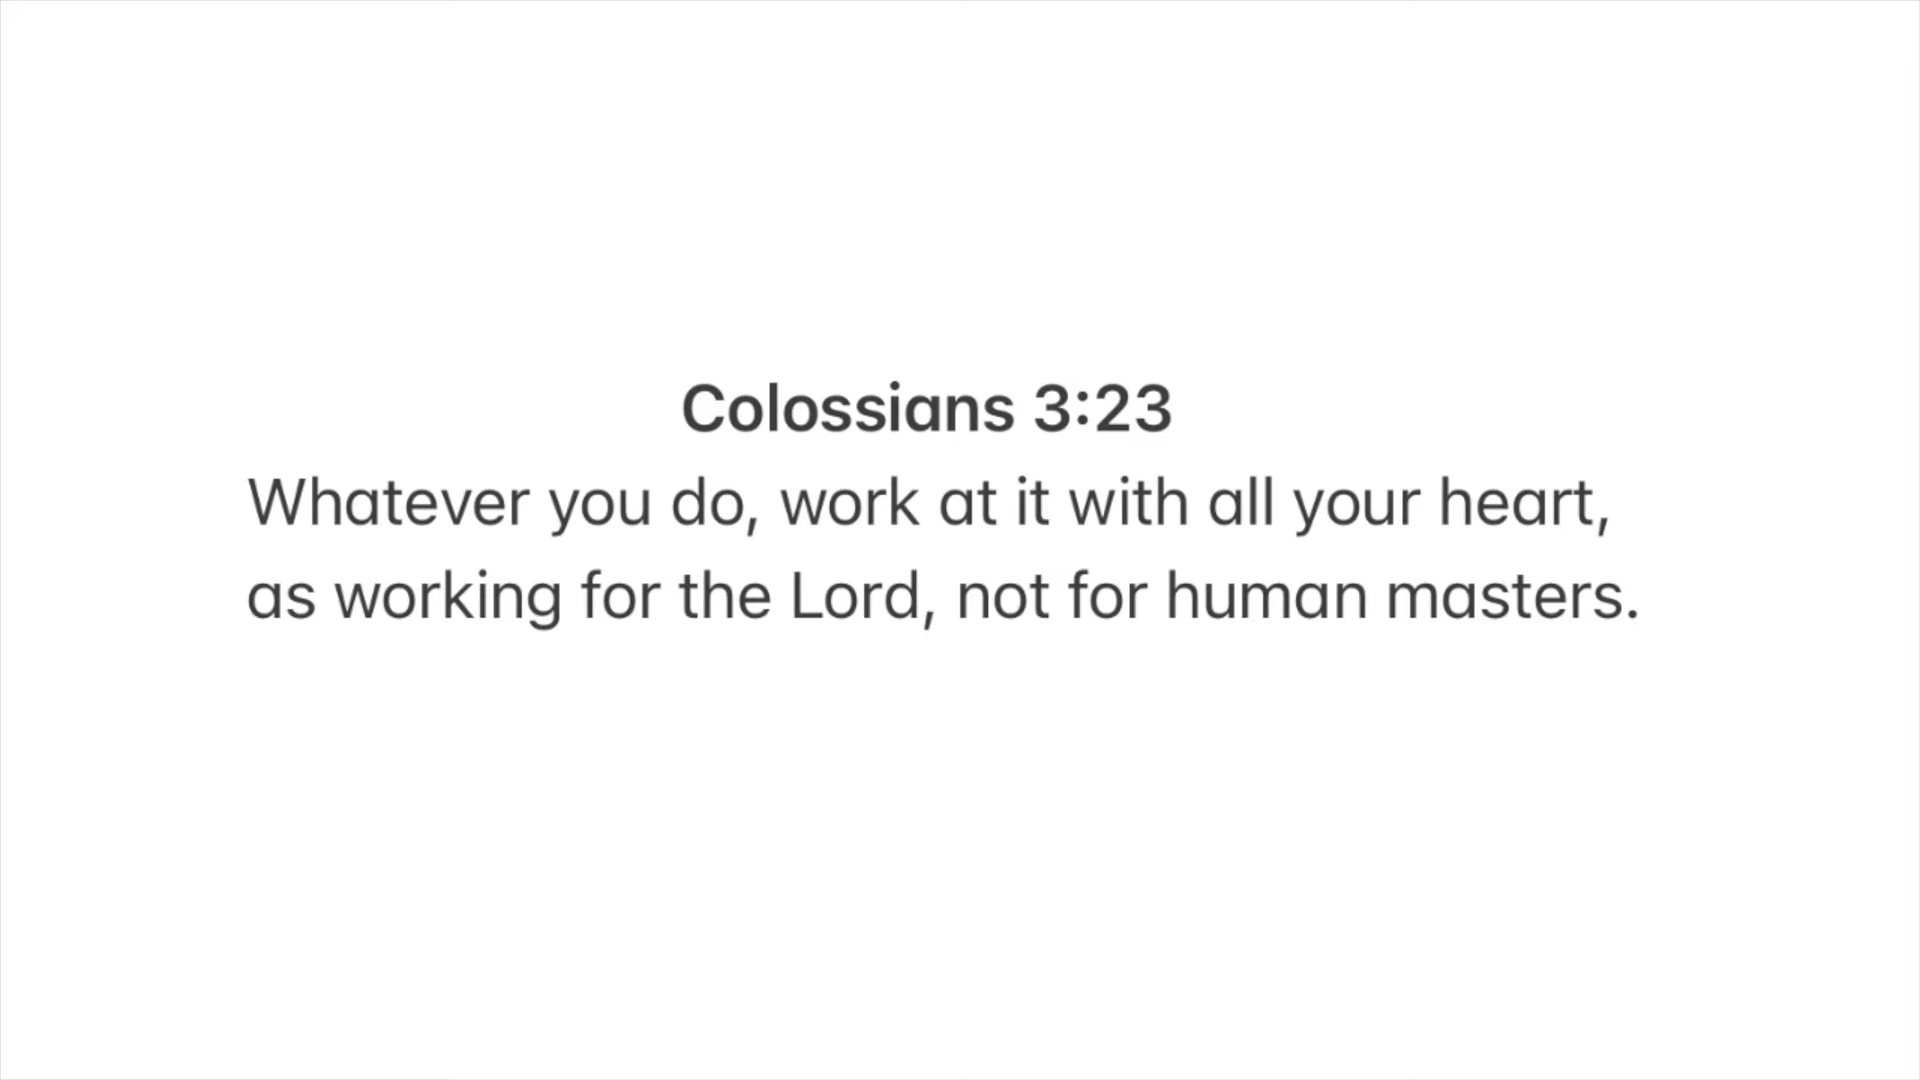 Colossians 3:23
Whatever you do, work at it with all your heart,
as working for the Lord, not for human masters.